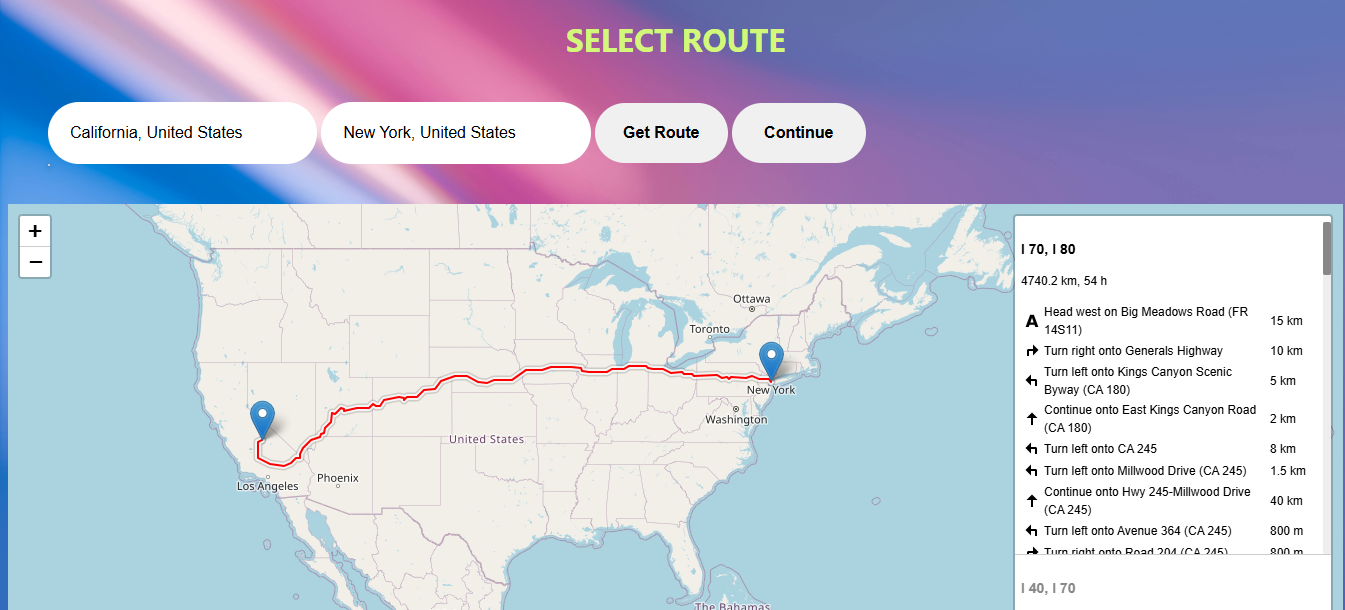 SELECT ROUTE
California, United States
New York, United States
Get Route
Continue
+
−
Ottawa
Toronto
New York
Washington
United States
Phoenix
Los Angeles
The Bahamas
I 70, I 80
4740.2 km, 54 h
Head west on Big Meadows Road (FR
14S11)
15 km
Turn right onto Generals Highway
10 km
Turn left onto Kings Canyon Scenic
Byway (CA 180)
5 km
Continue onto East Kings Canyon Road
(CA 180)
2 km
Turn left onto CA 245
8 km
Turn left onto Millwood Drive (CA 245)
1.5 km
Continue onto Hwy 245-Millwood Drive
(CA 245)
40 km
Turn left onto Avenue 364 (CA 245)
800 m
Turn right onto Road 204 (CA 245)
800 m
I 40, I 70